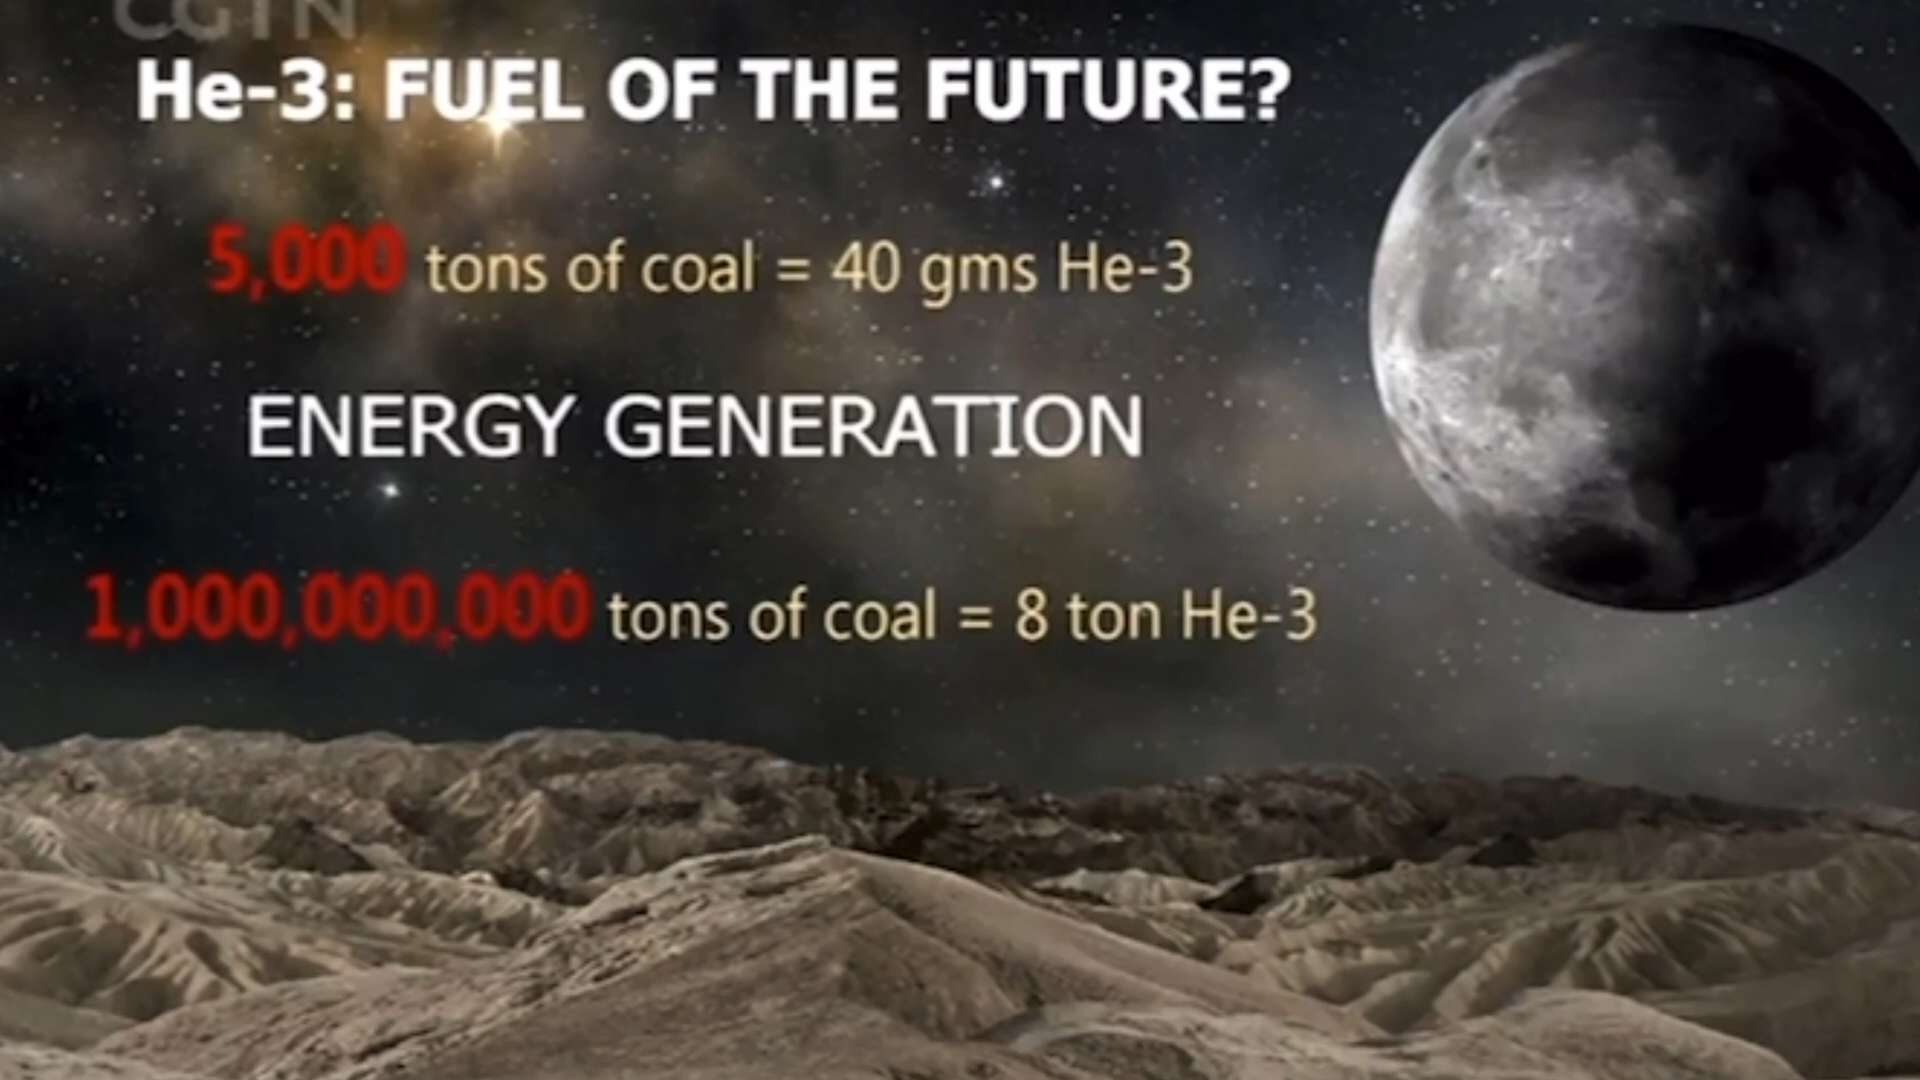 CGTN
He-3: FUEL OF THE FUTURE?
5,000 tons of coal = 40 gms He-3
ENERGY GENERATION
1,000,000,000 tons of coal = 8 ton He-3